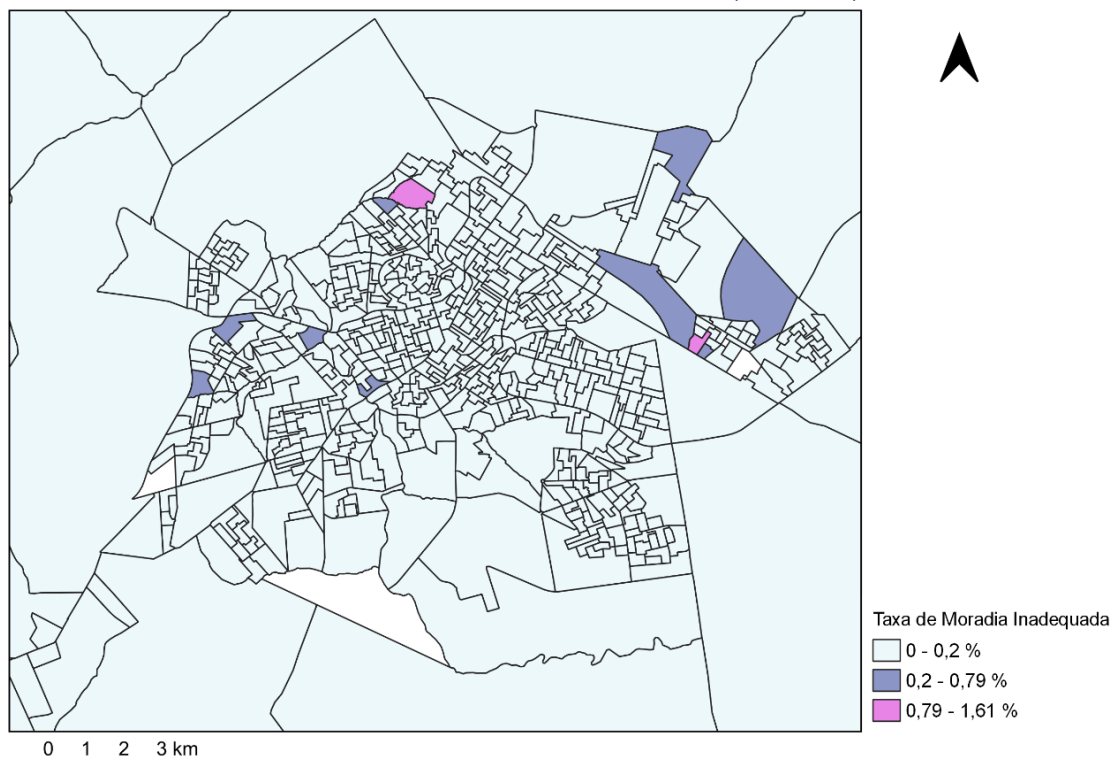 Taxa de Moradia Inadequada
0 - 0,2 %
0,2 - 0,79 %
0,79 - 1,61 %
0 1 2 3 km